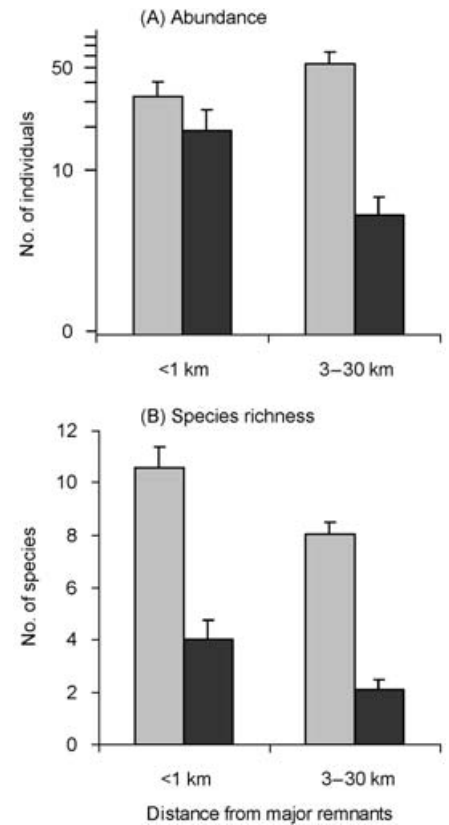 (A) Abundance
50
10
0
No. of individuals
<1 km
3–30 km
(B) Species richness
12
10
8
6
4
2
0
No. of species
<1 km
3–30 km
Distance from major remnants